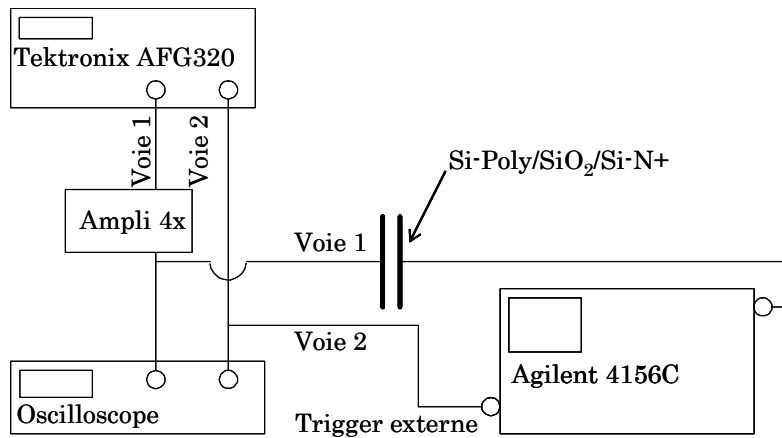 Tektronix AFG320
Voie 1
Voie 2
Si-Poly/SiO₂/Si-N+
Ampli 4x
Voie 1
Voie 2
Agilent 4156C
Oscilloscope
Trigger externe